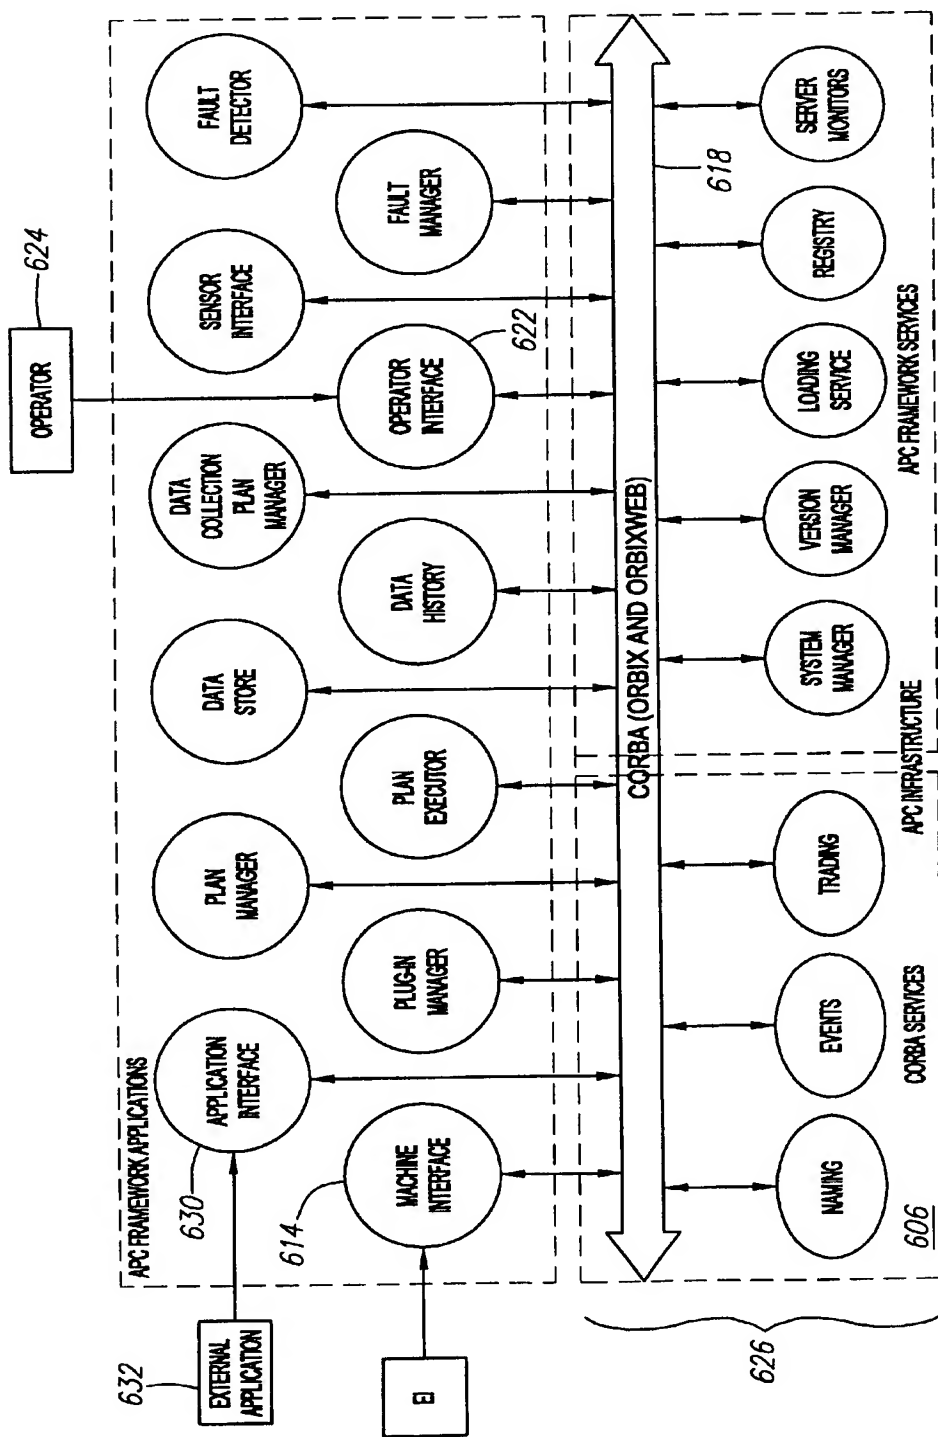 OPERATOR
624
EXTERNAL
APPLICATION
632
EI
APC FRAMEWORK APPLICATIONS
630
APPLICATION
INTERFACE
PLAN
MANAGER
DATA
STORE
DATA
COLLECTION
PLAN
MANAGER
SENSOR
INTERFACE
FAULT
DETECTOR
614
MACHINE
INTERFACE
PLUG-IN
MANAGER
PLAN
EXECUTOR
DATA
HISTORY
OPERATOR
INTERFACE
622
FAULT
MANAGER
CORBA (ORBIX AND ORBIXWEB)
618
626
NAMING
EVENTS
TRADING
SYSTEM
MANAGER
VERSION
MANAGER
LOADING
SERVICE
REGISTRY
SERVER
MONITORS
606
CORBA SERVICES
APC INFRASTRUCTURE
APC FRAMEWORK SERVICES